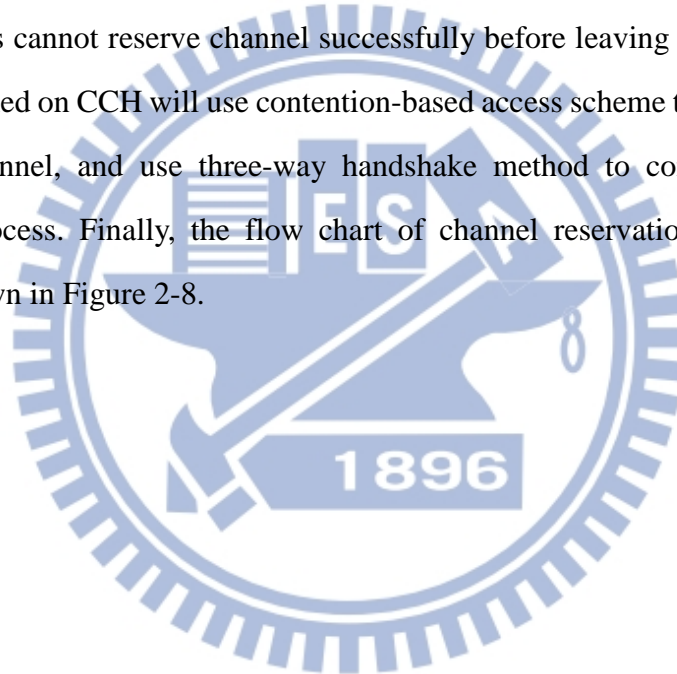 s cannot reserve channel successfully before leaving
ed on CCH will use contention-based access scheme t
nnel, and use three-way handshake method to co
ocess. Finally, the flow chart of channel reservatio
vn in Figure 2-8.
E S A
1896